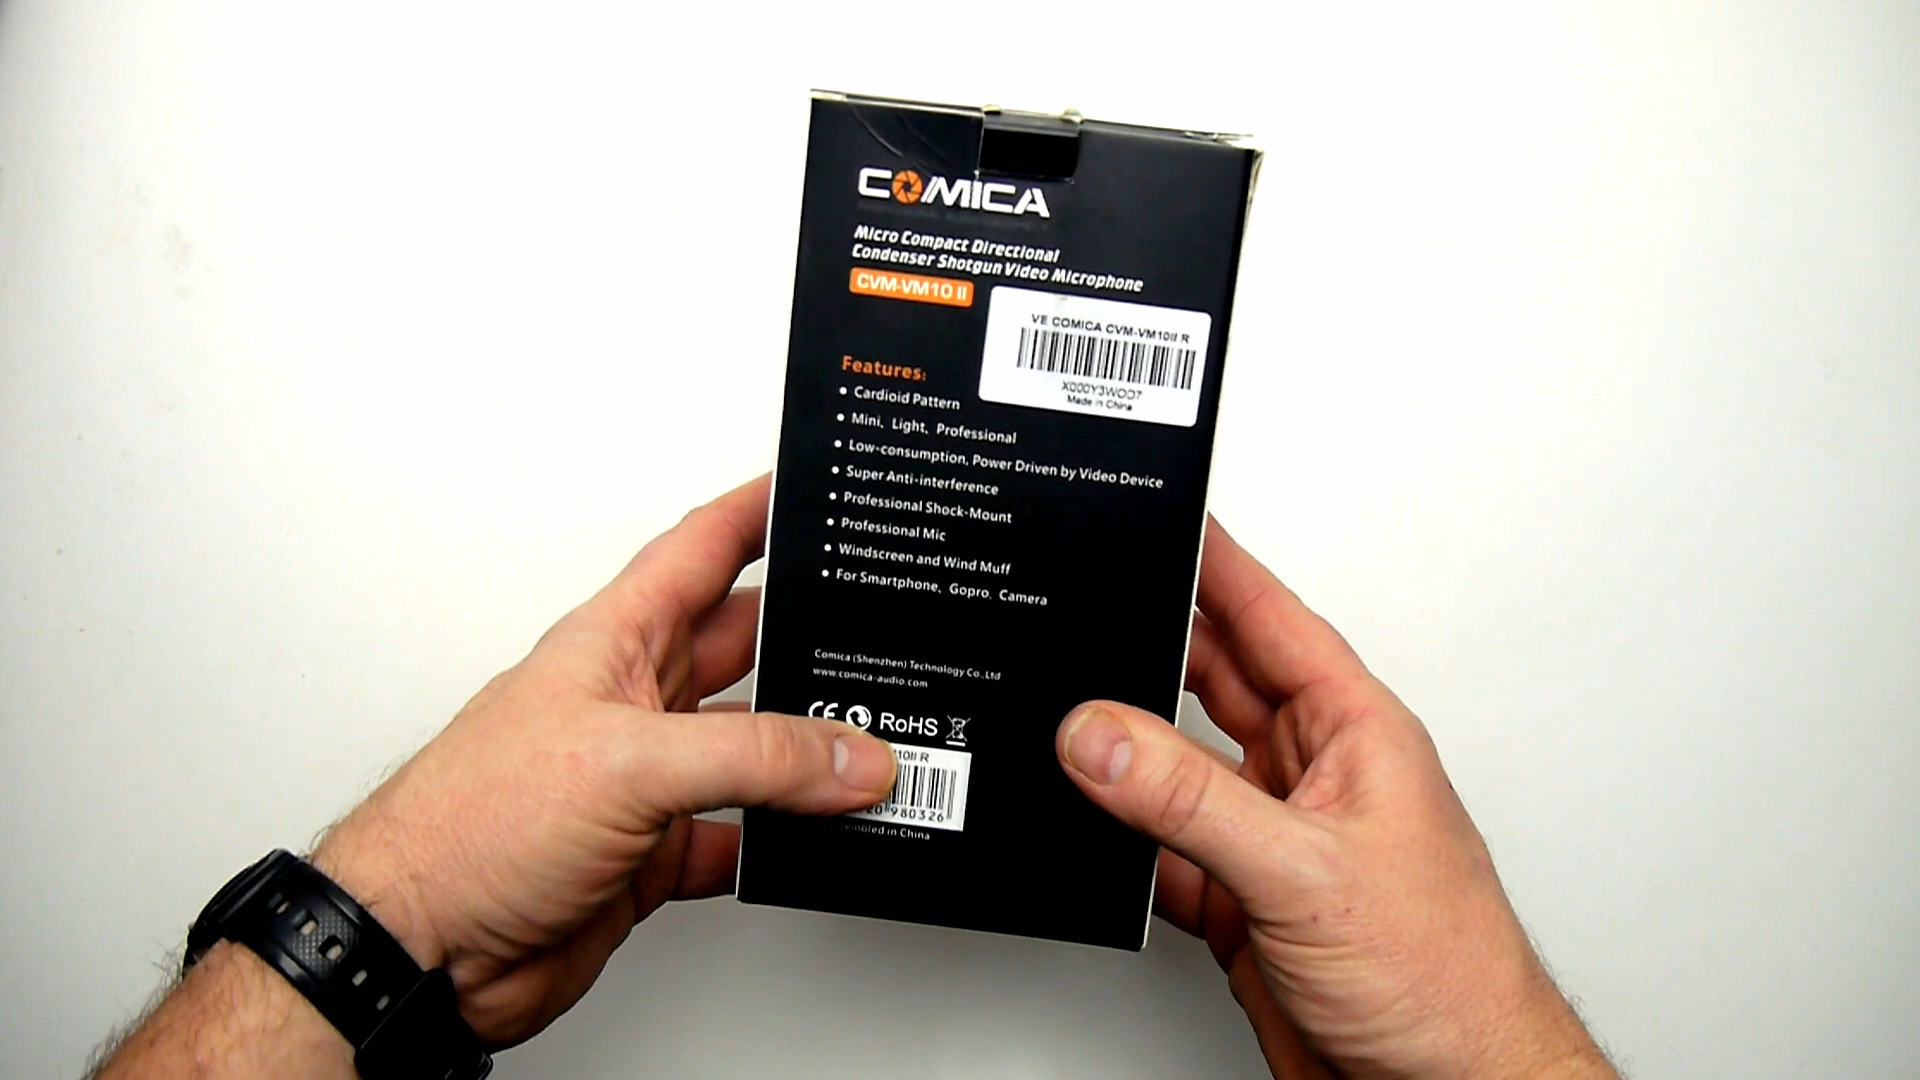 COMICA
Micro Compact Directional
Condenser Shotgun Video Microphone
CVM-VM10 II
VE COMICA CVM-VM10II R
X000Y3WOD7
Made in China
Features:
● Cardioid Pattern
● Mini、Light、Professional
● Low-consumption, Power Driven by Video Device
● Super Anti-interference
● Professional Shock-Mount
● Professional Mic
● Windscreen and Wind Muff
● For Smartphone、Gopro、Camera
Comica (Shenzhen) Technology Co.,Ltd
www.comica-audio.com
CE RoHS
10II R
20 980326
in China